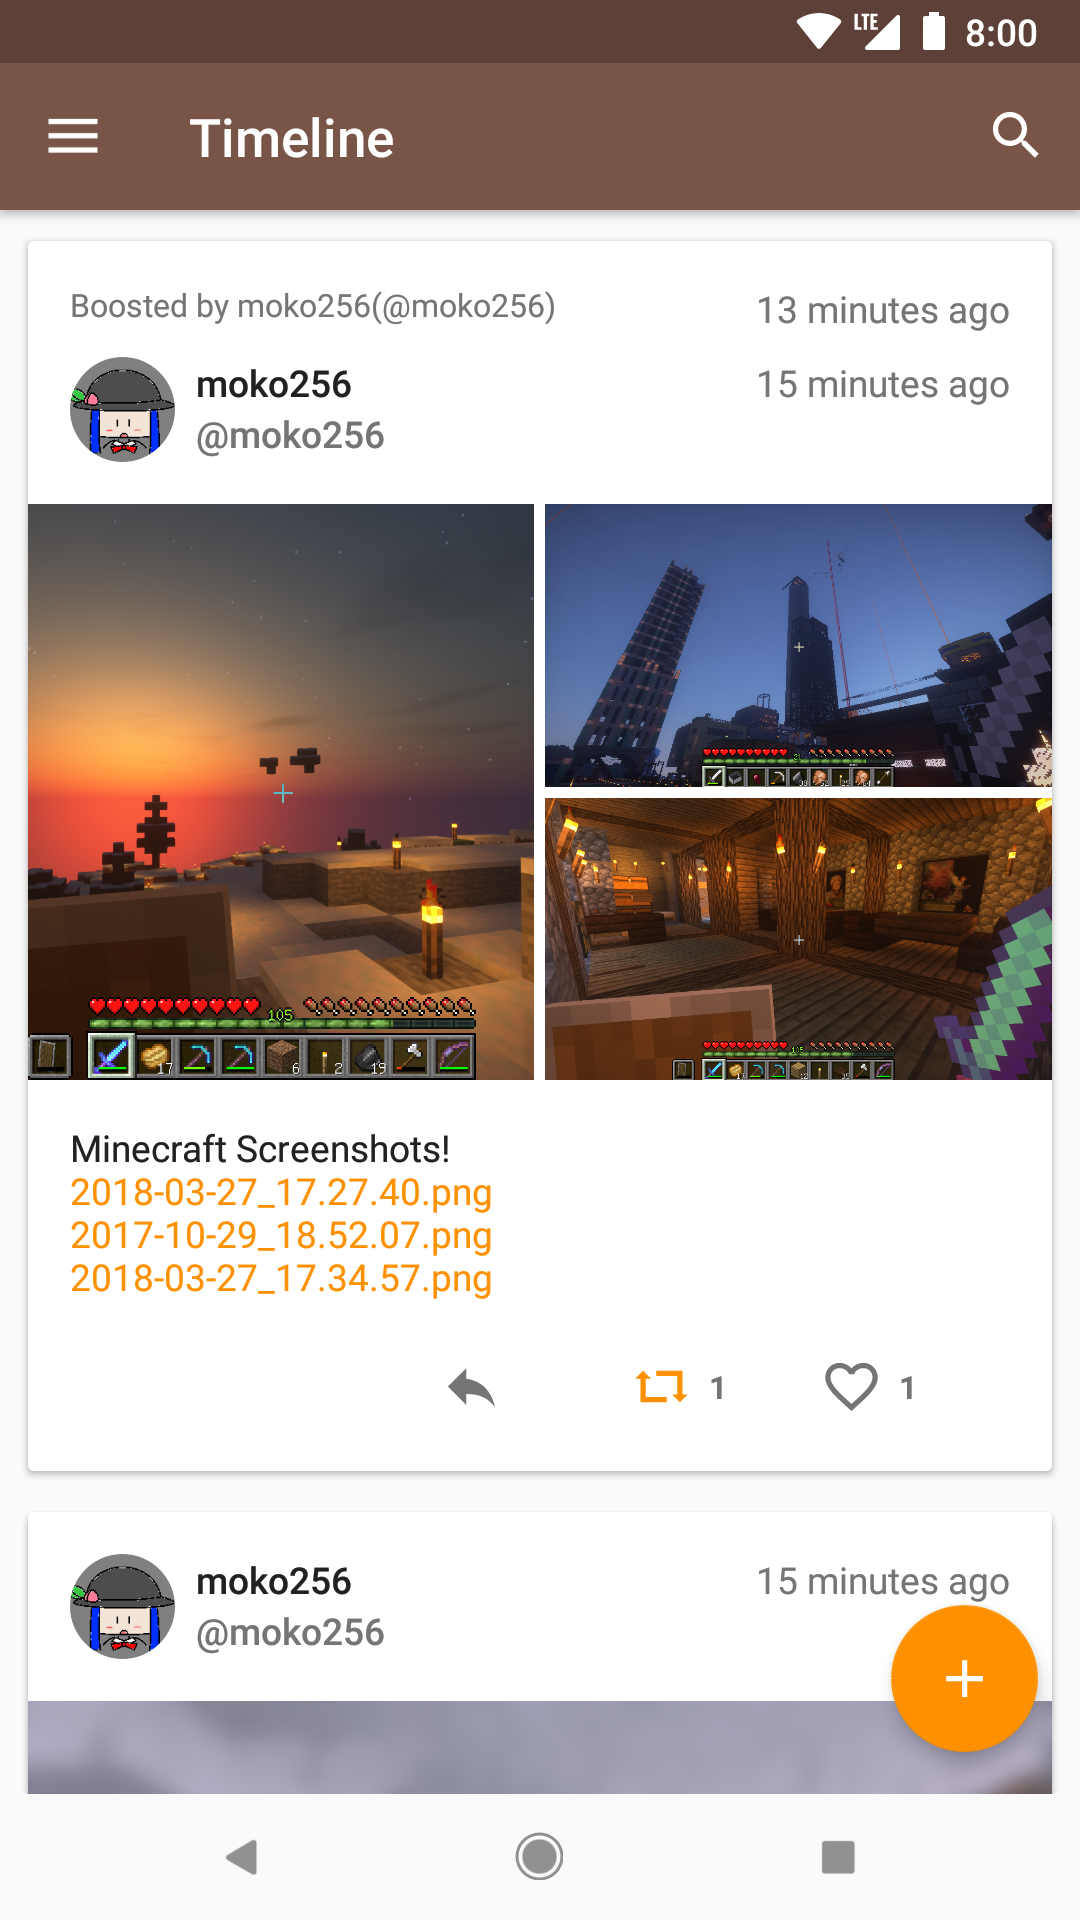 LTE 8:00
Timeline
Boosted by moko256(@moko256) 13 minutes ago
moko256 15 minutes ago
@moko256
105
17 6 2 19
Minecraft Screenshots!
2018-03-27_17.27.40.png
2017-10-29_18.52.07.png
2018-03-27_17.34.57.png
1 1
moko256 15 minutes ago
@moko256